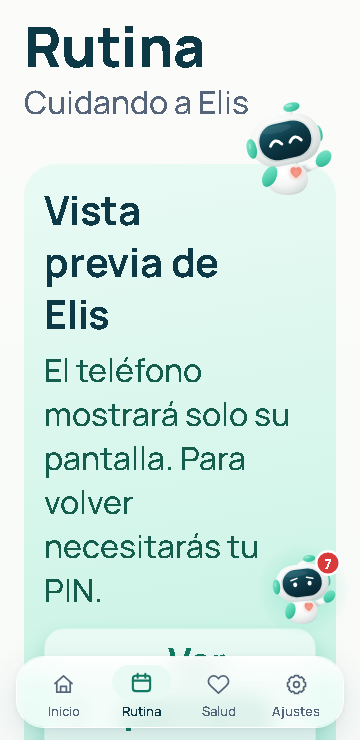 Rutina
Cuidando a Elis
Vista
previa de
Elis
El teléfono
mostrará solo su
pantalla. Para
volver
necesitarás tu
PIN.
7
Inicio
Rutina
Salud
Ajustes